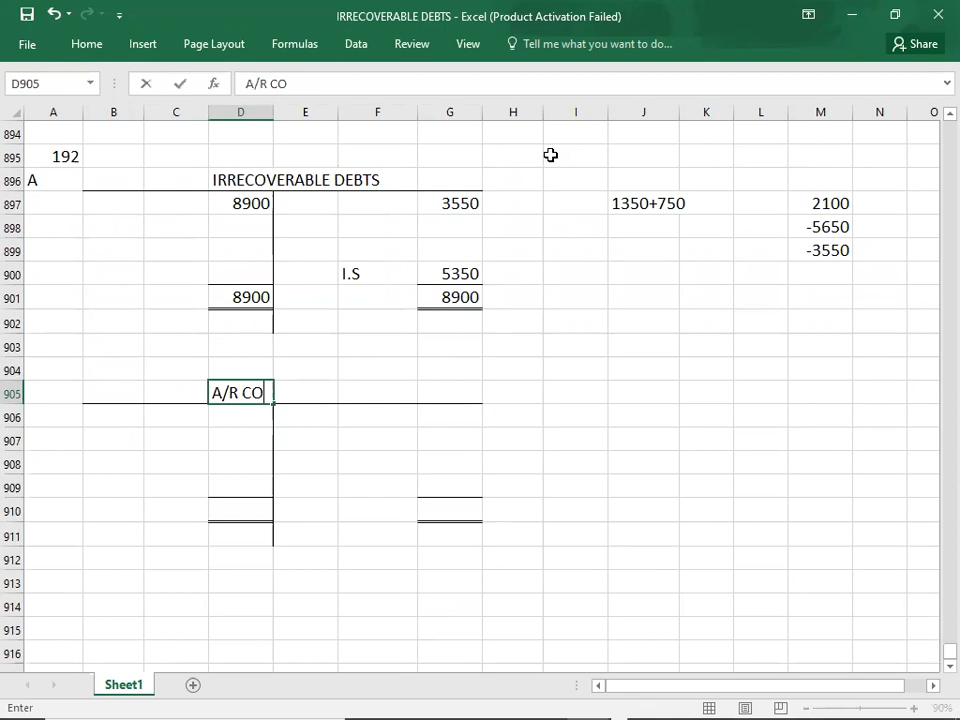 IRRECOVERABLE DEBTS - Excel (Product Activation Failed)
File Home Insert Page Layout Formulas Data Review View Tell me what you want to do... Share
D905 fx A/R CO
A B C D E F G H I J K L M N O
894
895 192
896 A IRRECOVERABLE DEBTS
897 8900 3550 1350+750 2100
898 -5650
899 -3550
900 I.S 5350
901 8900 8900
902
903
904
905 A/R CO
906
907
908
909
910
911
912
913
914
915
916
Sheet1
Enter 90%